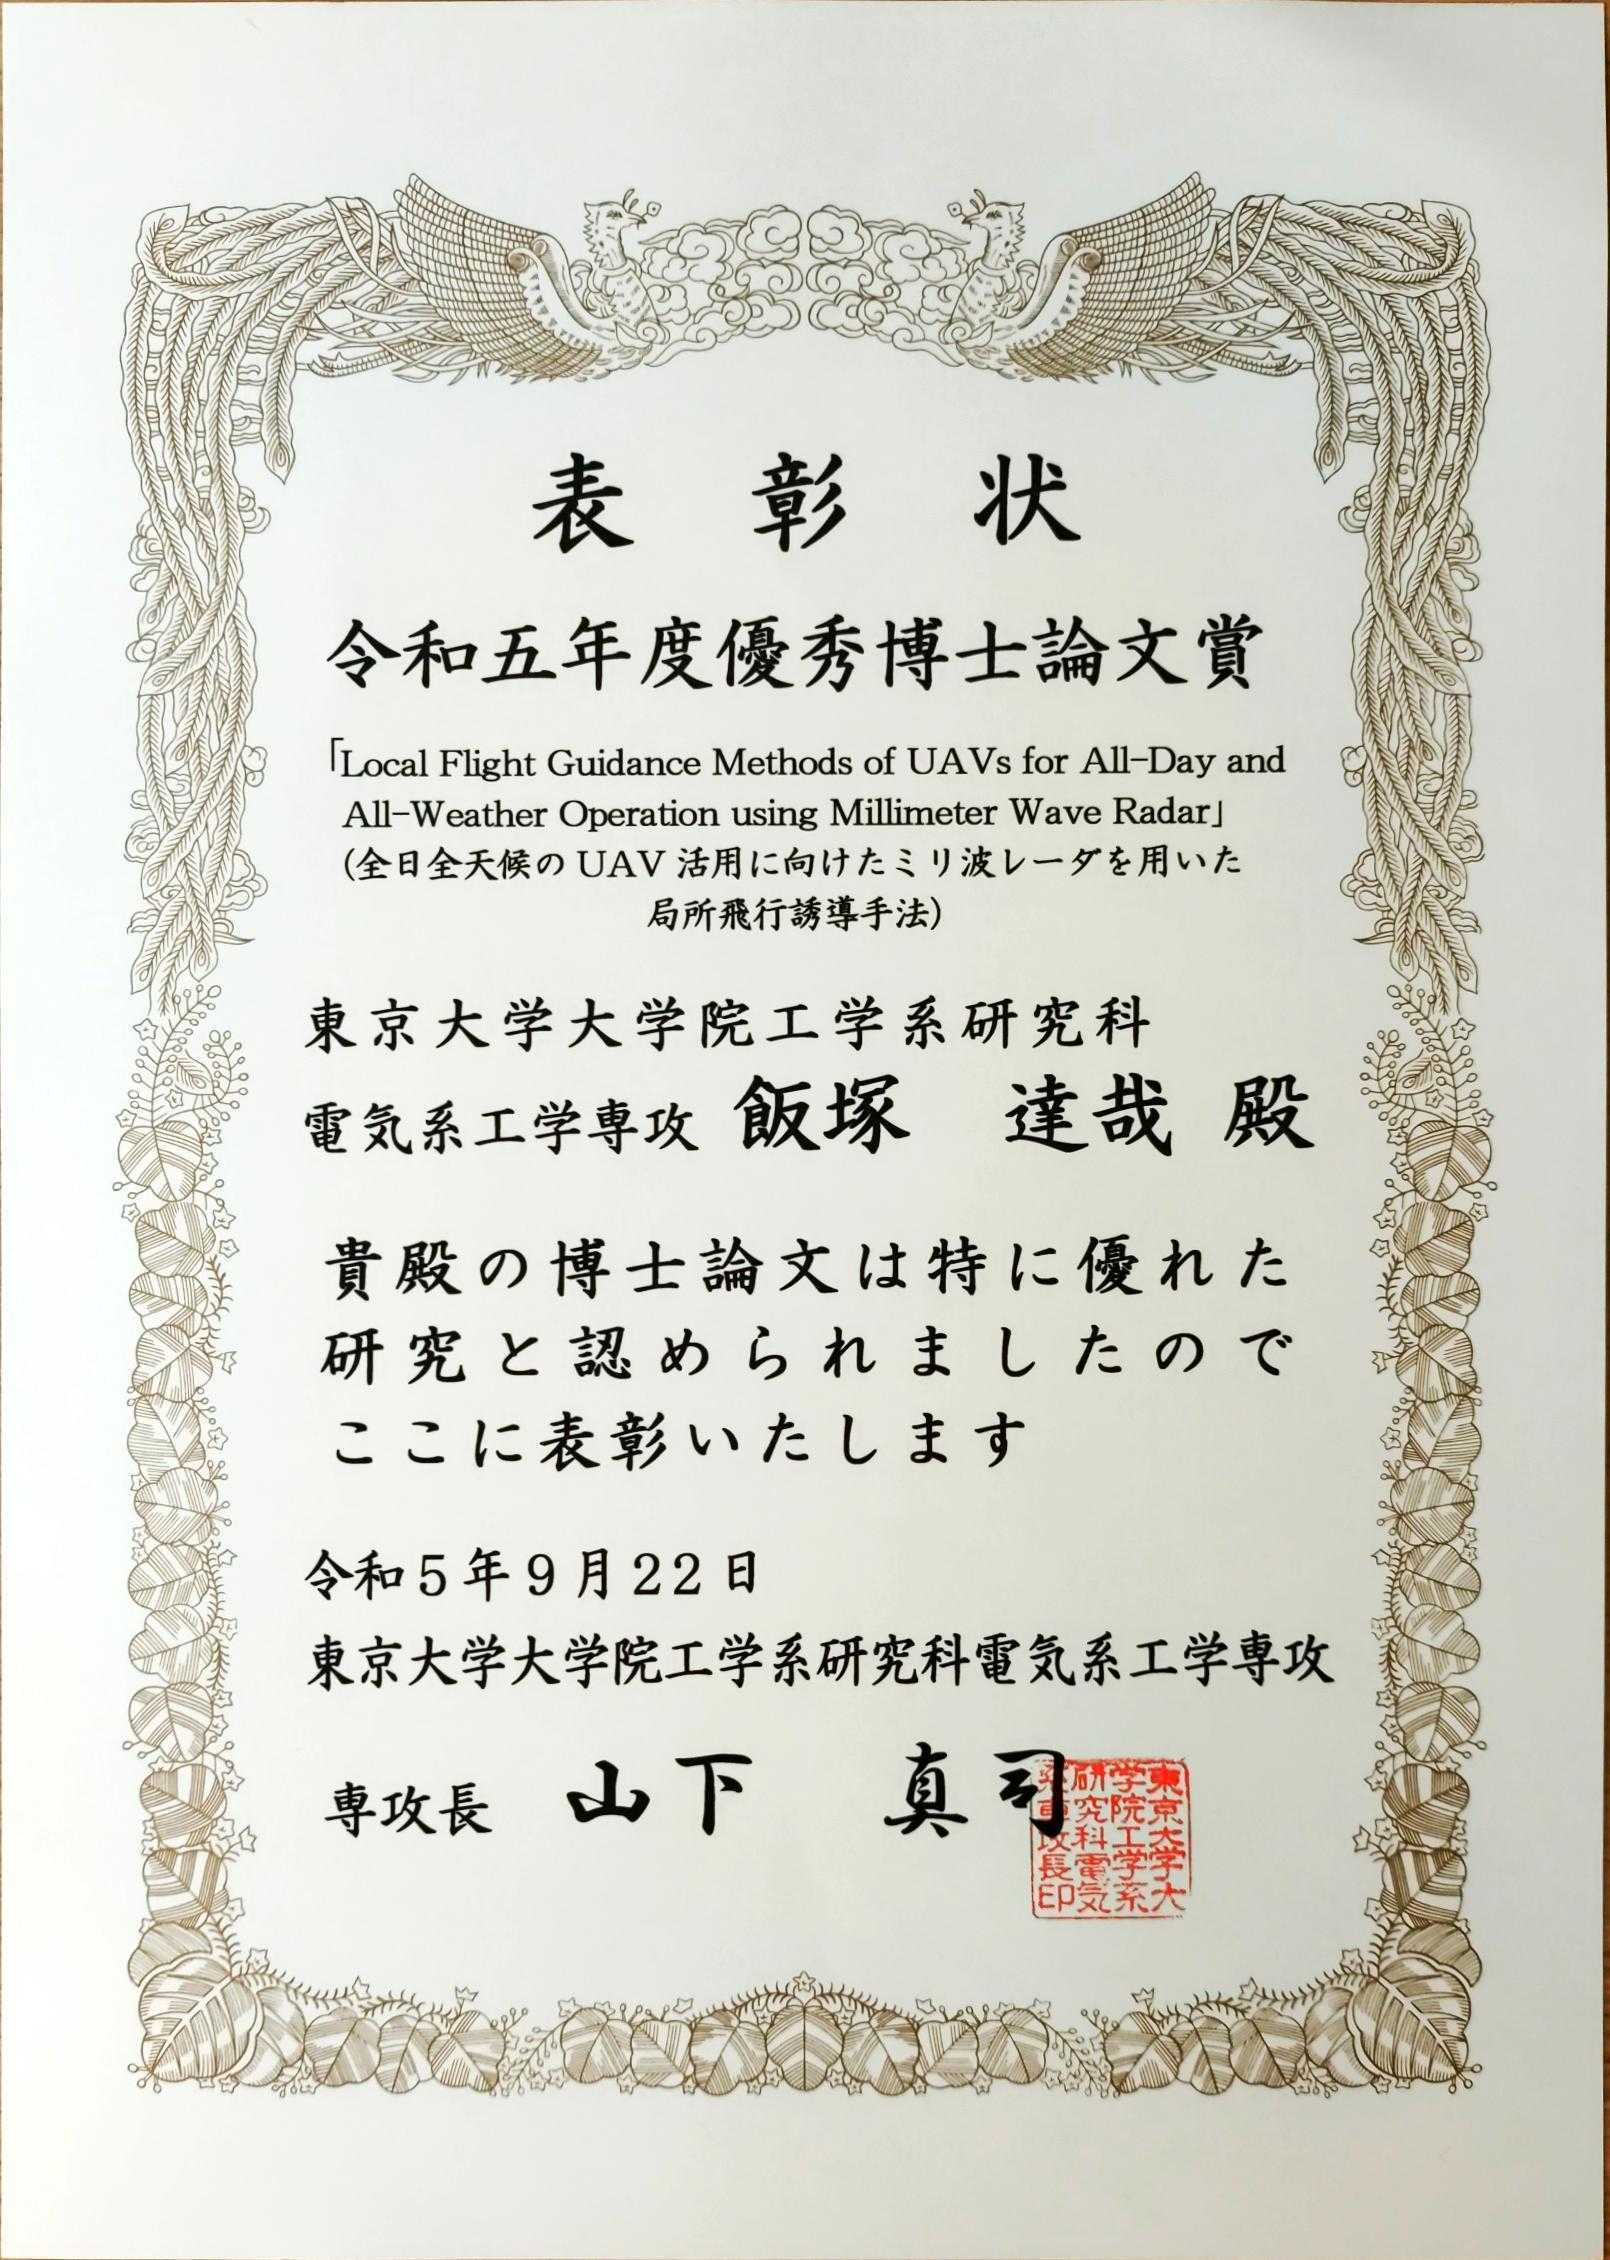 表彰状
令和五年度優秀博士論文賞
「Local Flight Guidance Methods of UAVs for All-Day and
All-Weather Operation using Millimeter Wave Radar」
(全日全天候の UAV 活用に向けたミリ波レーダを用いた
局所飛行誘導手法)
東京大学大学院工学系研究科
電気系工学専攻 飯塚 達哉 殿
貴殿の博士論文は特に優れた
研究と認められましたので
ここに表彰いたします
令和5年9月22日
東京大学大学院工学系研究科電気系工学専攻
専攻長 山下 真司
東京大学大
学院工学系
研究科電気
系専攻長印